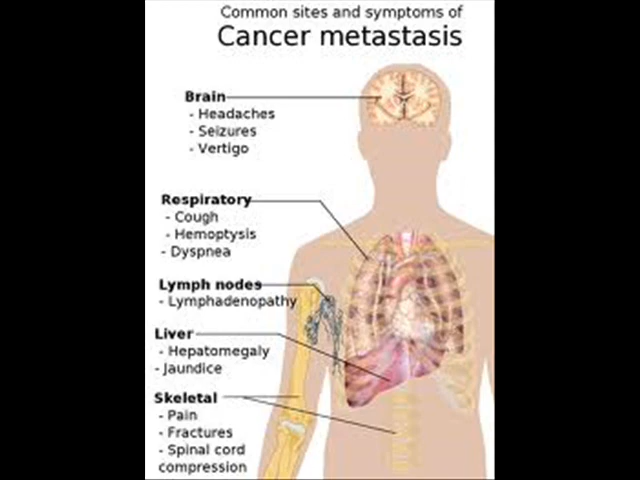 Common sites and symptoms of
Cancer metastasis
Brain
- Headaches
- Seizures
- Vertigo
Respiratory
- Cough
- Hemoptysis
- Dyspnea
Lymph nodes
- Lymphadenopathy
Liver
- Hepatomegaly
- Jaundice
Skeletal
- Pain
- Fractures
- Spinal cord
compression